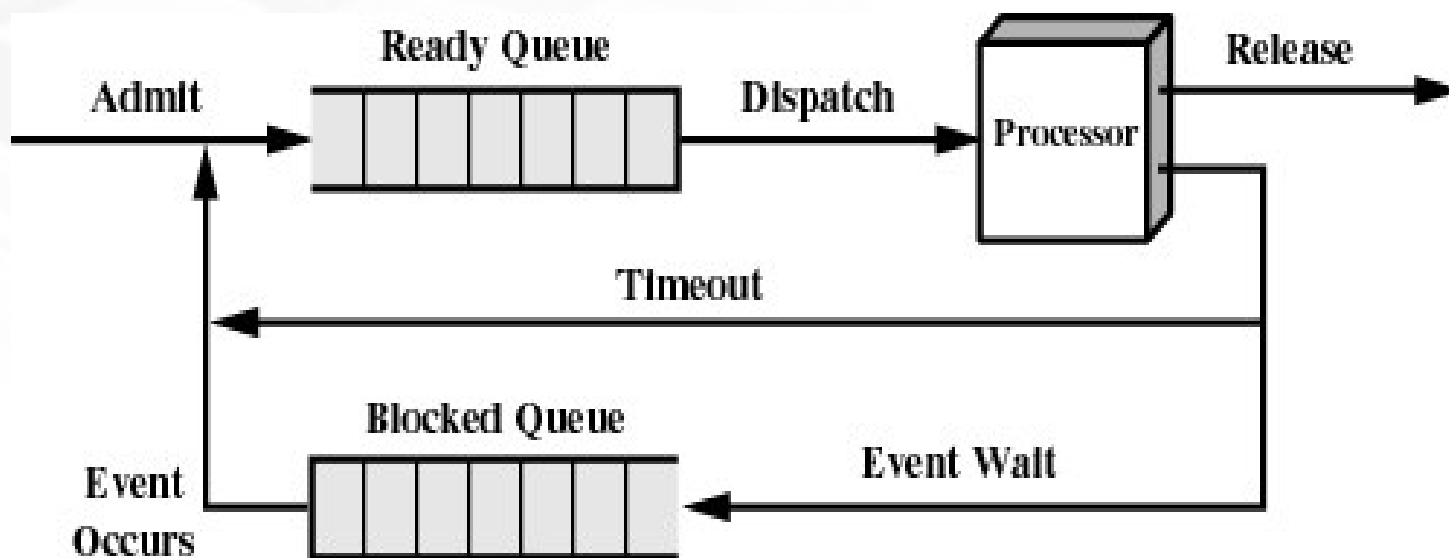 Ready Queue
Admit
Dispatch
Processor
Release
Timeout
Blocked Queue
Event Wait
Event
Occurs